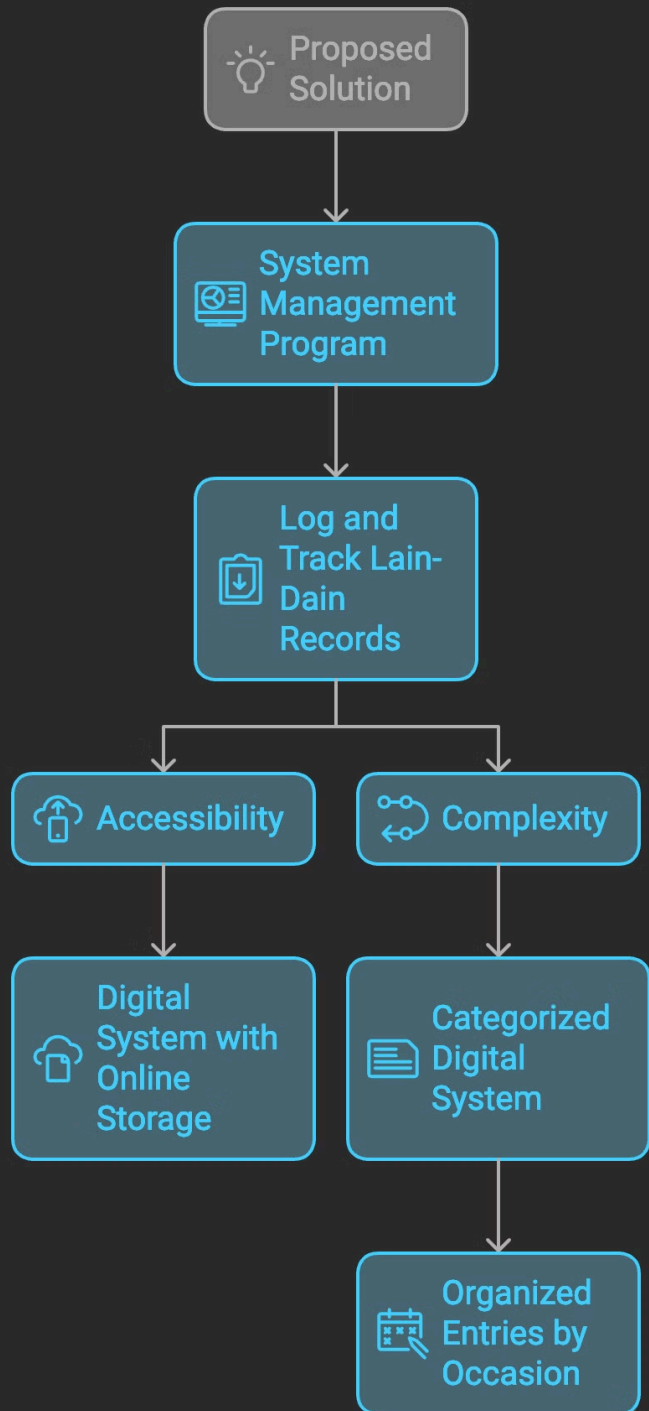 Proposed
Solution
System
Management
Program
Log and
Track Lain-
Dain
Records
Accessibility
Complexity
Digital
System with
Online
Storage
Categorized
Digital
System
Organized
Entries by
Occasion